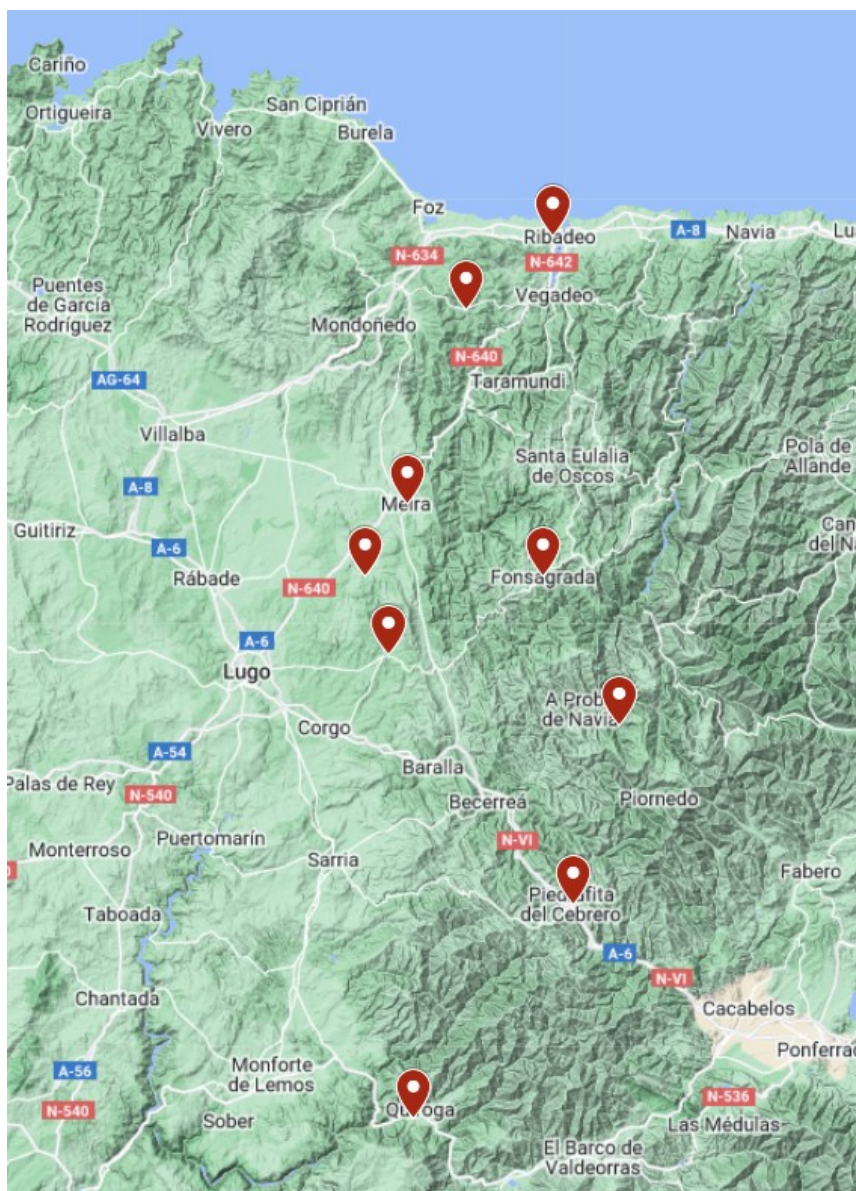 Cariño
Ortigueira
San Ciprián
Vivero
Burela
Foz
Ribadeo
A-8
Navia
N-634
N-642
Puentes
de García
Rodríguez
Vegadeo
Mondoñedo
N-640
AG-64
Taramundi
Villalba
Santa Eulalia
de Oscos
Pola de
Allande
A-8
Meira
Guitiriz
A-6
Rábade
N-640
Fonsagrada
A-6
Lugo
Corgo
de Navia
A-54
Baralla
Palas de Rey
N-540
Becerreá
Piornedo
Puertomarín
N-VI
Monterroso
Sarria
Fabero
Taboada
del Cebrero
A-6
N-VI
Chantada
Cacabelos
Monforte
de Lemos
A-56
N-540
Sober
N-536
Las Médulas
El Barco de
Valdeorras